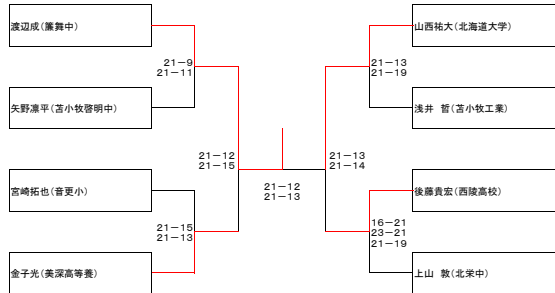 渡辺成(簾舞中)
21－9
21－11
矢野凛平(苫小牧啓明中)
21－12
21－15
宮崎拓也(音更小)
21－15
21－13
金子光(美深高等養)
21－12
21－13
山西祐大(北海道大学)
21－13
21－19
浅井 哲(苫小牧工業)
21－13
21－14
後藤貴宏(西陵高校)
16－21
23－21
21－19
上山 敦(北栄中)